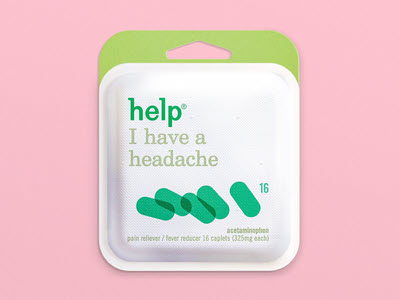 help®
I have a
headache
16
acetaminophen
pain reliever / fever reducer 16 caplets (325mg each)